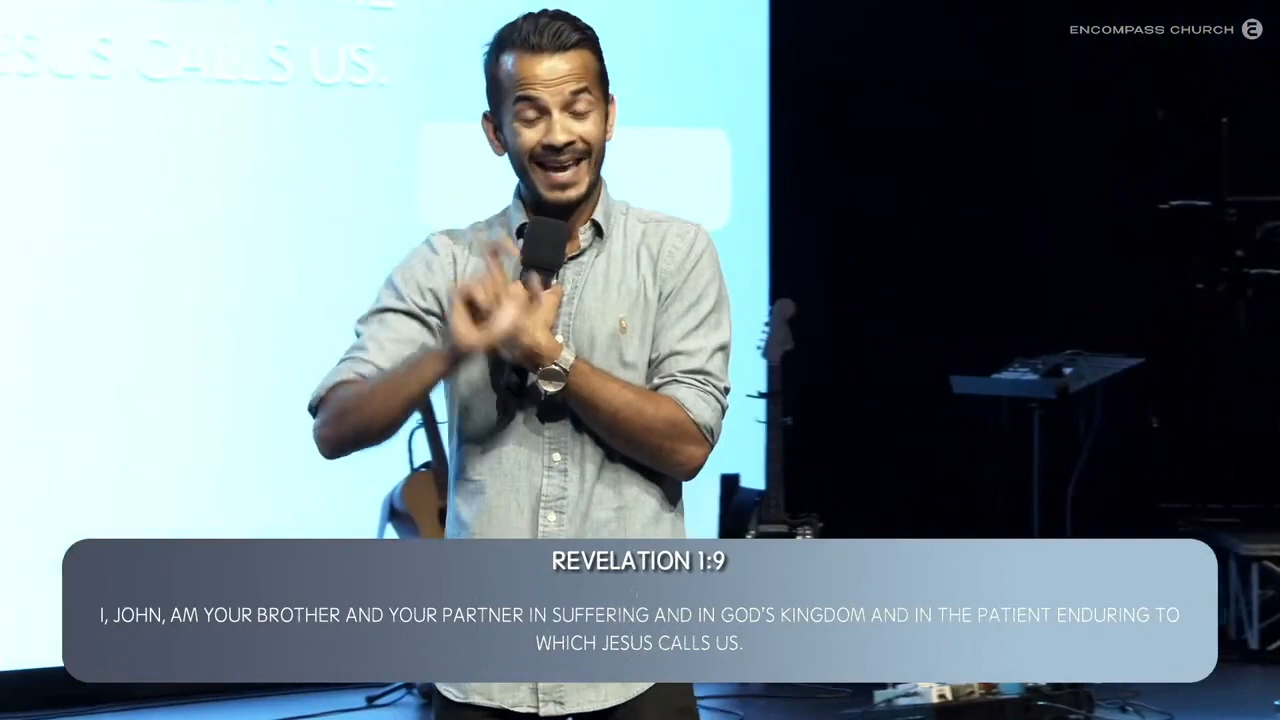 ENCOMPASS CHURCH
ESUS CALLS US.
REVELATION 1:9
I, JOHN, AM YOUR BROTHER AND YOUR PARTNER IN SUFFERING AND IN GOD'S KINGDOM AND IN THE PATIENT ENDURING TO
WHICH JESUS CALLS US.